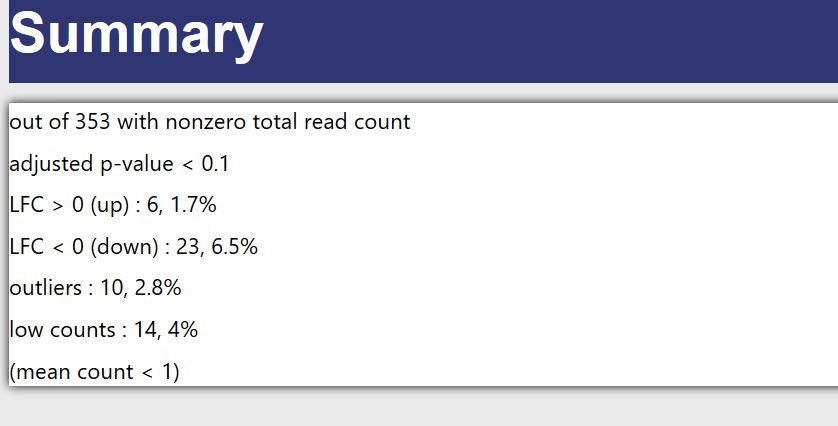 Summary
out of 353 with nonzero total read count
adjusted p-value < 0.1
LFC > 0 (up) : 6, 1.7%
LFC < 0 (down) : 23, 6.5%
outliers : 10, 2.8%
low counts : 14, 4%
(mean count < 1)